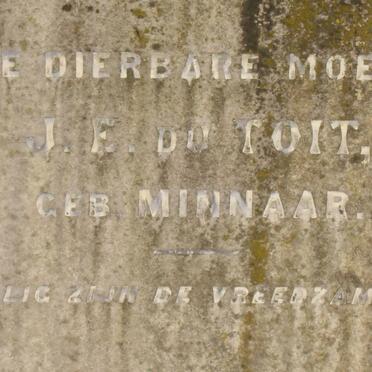 E DIERBARE MOE
J. E. DU TOIT,
GEB. MINNAAR.
LIG ZIJN DE VREEDZAM